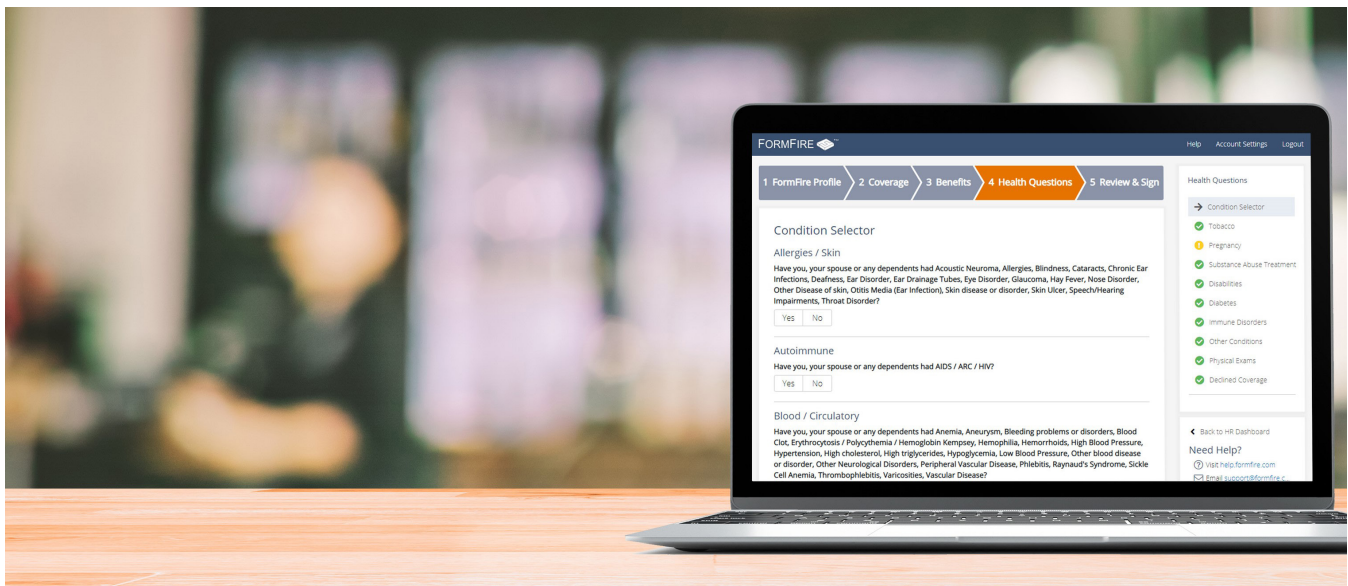 FORMFIRE
Help Account Settings Logout
1 FormFire Profile
2 Coverage
3 Benefits
4 Health Questions
5 Review & Sign
Condition Selector
Allergies / Skin
Have you, your spouse or any dependents had Acoustic Neuroma, Allergies, Blindness, Cataracts, Chronic Ear
Infections, Deafness, Ear Disorder, Ear Drainage Tubes, Eye Disorder, Glaucoma, Hay Fever, Nose Disorder,
Other Disease of skin, Otitis Media (Ear Infection), Skin disease or disorder, Skin Ulcer, Speech/Hearing
Impairments, Throat Disorder?
Yes No
Autoimmune
Have you, your spouse or any dependents had AIDS / ARC / HIV?
Yes No
Blood / Circulatory
Have you, your spouse or any dependents had Anemia, Aneurysm, Bleeding problems or disorders, Blood
Clot, Erythrocytosis / Polycythemia / Hemoglobin Kempsey, Hemophilia, Hemorrhoids, High Blood Pressure,
Hypertension, High cholesterol, High triglycerides, Hypoglycemia, Low Blood Pressure, Other blood disease
or disorder, Other Neurological Disorders, Peripheral Vascular Disease, Phlebitis, Raynaud's Syndrome, Sickle
Cell Anemia, Thrombophlebitis, Varicosities, Vascular Disease?
Health Questions
Condition Selector
Tobacco
Pregnancy
Substance Abuse Treatment
Disabilities
Diabetes
Immune Disorders
Other Conditions
Physical Exams
Declined Coverage
Back to HR Dashboard
Need Help?
Visit help.formfire.com
Email support@formfire.c...